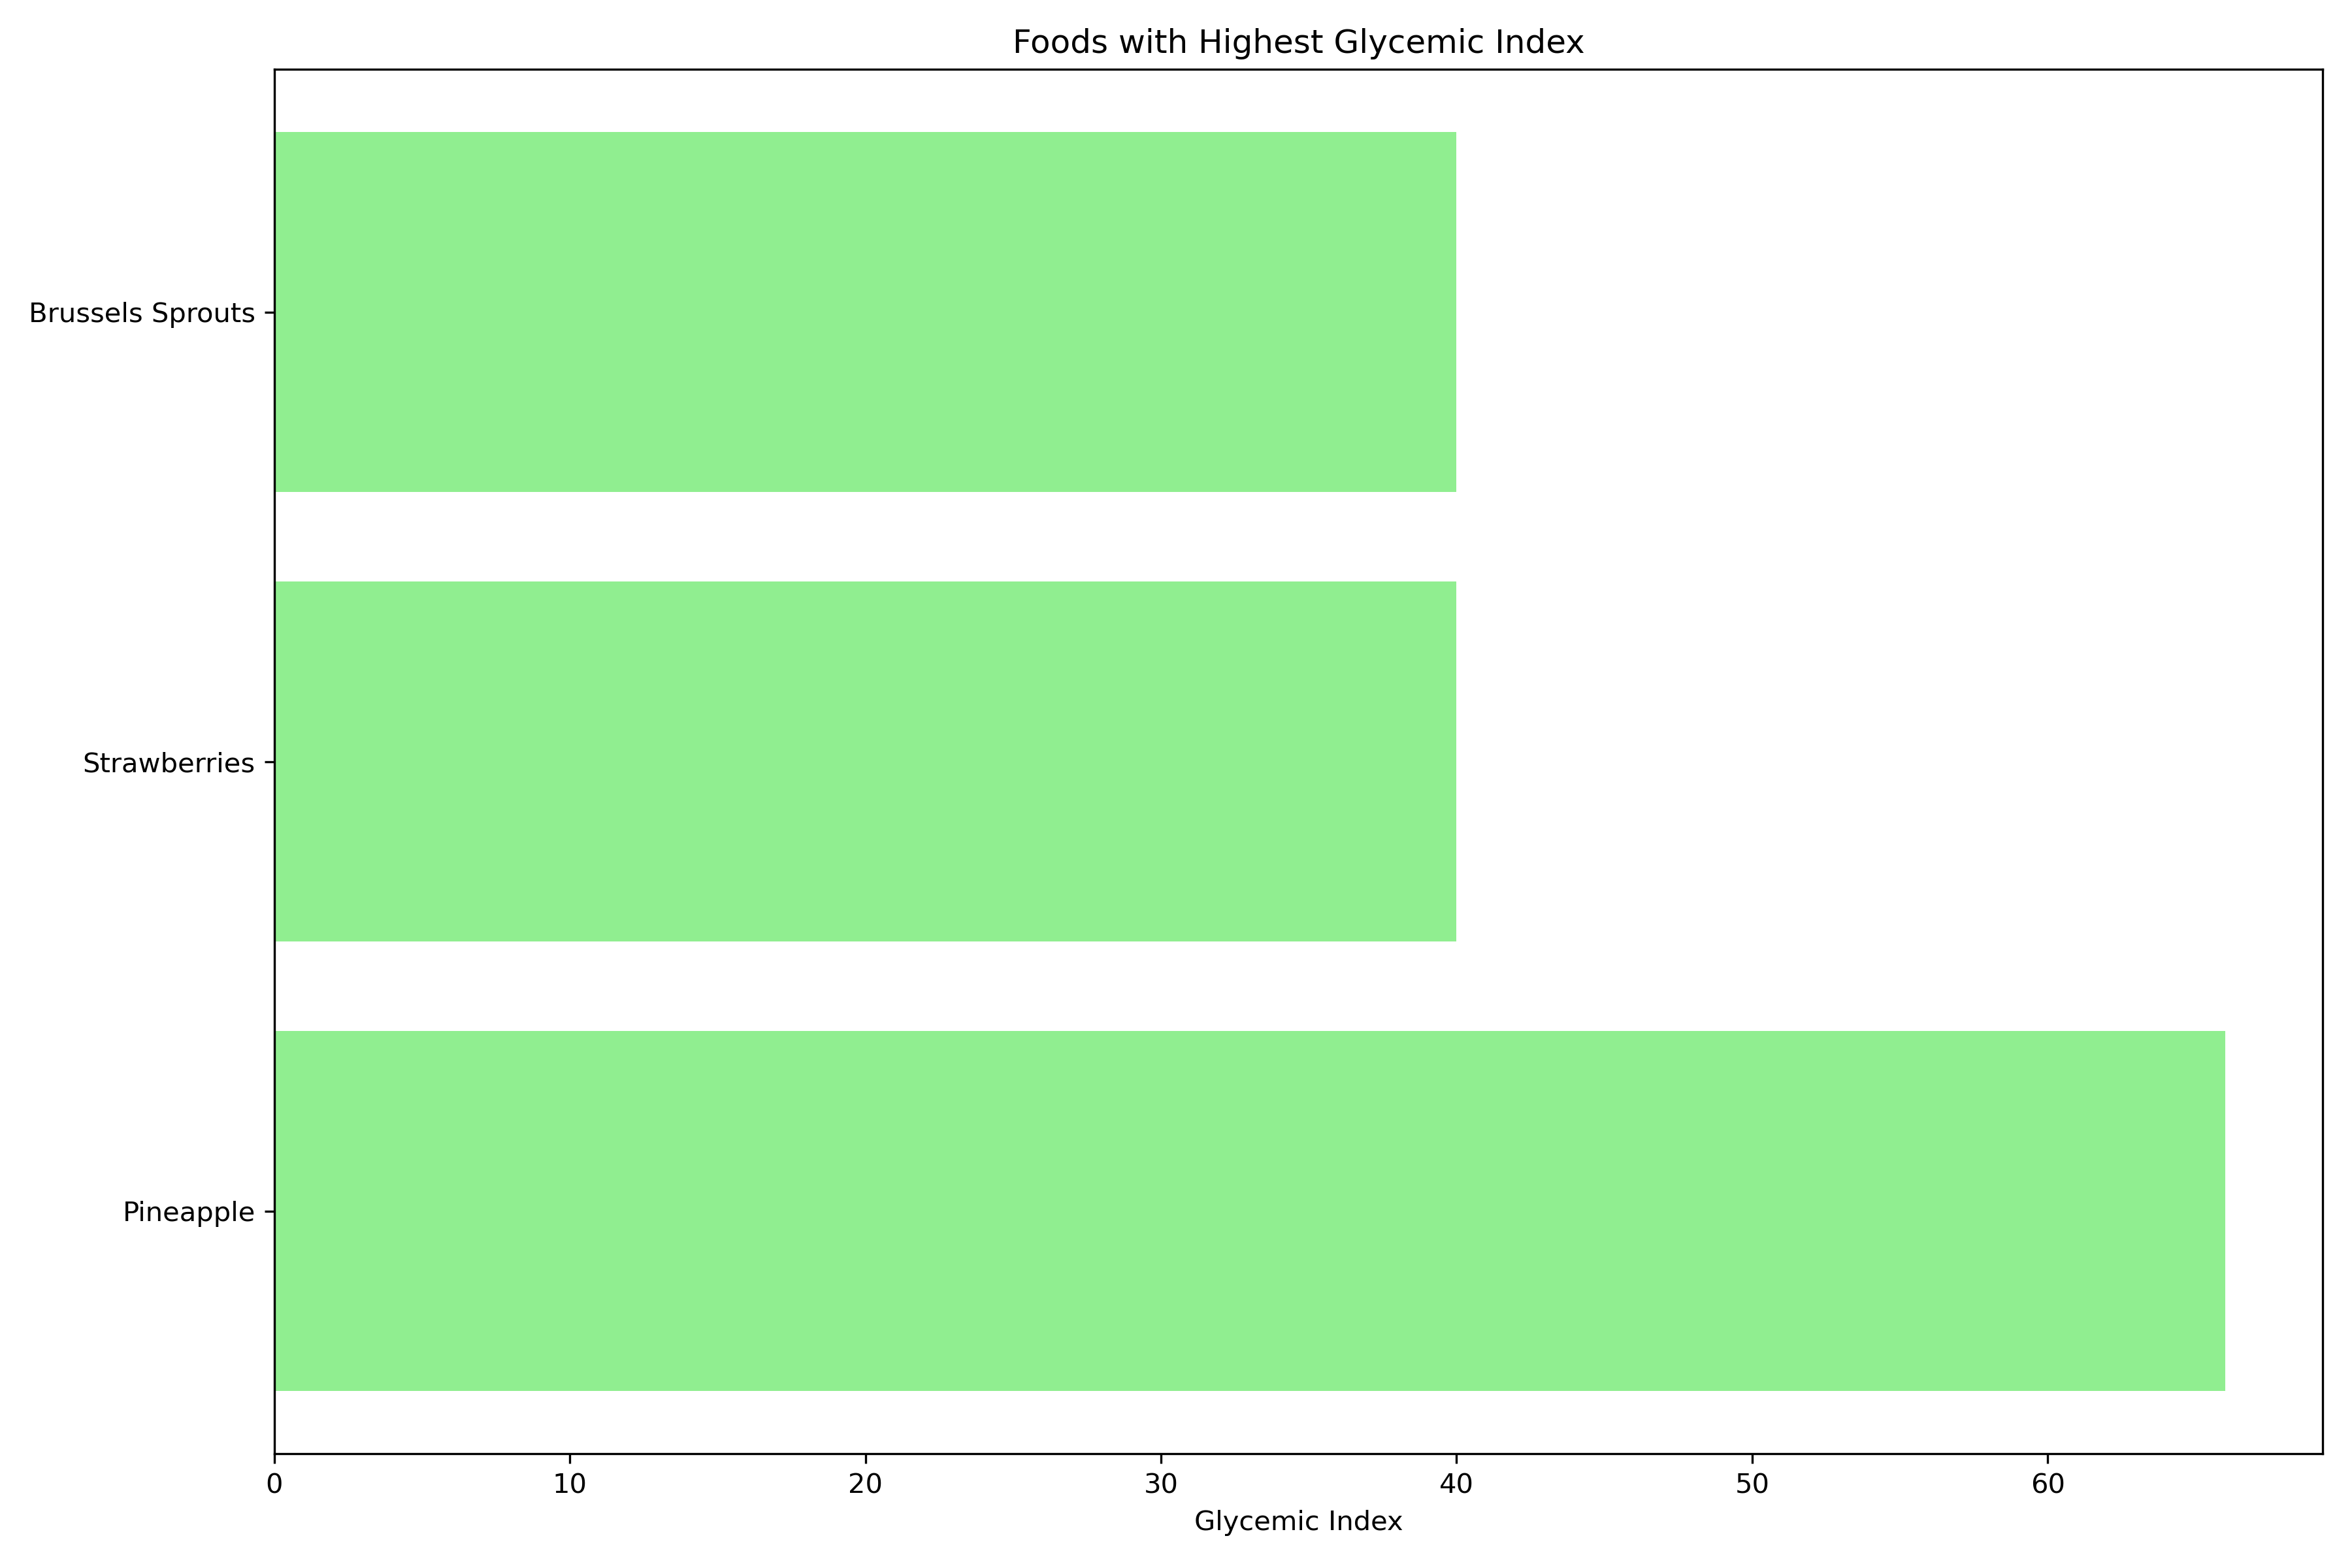 Foods with Highest Glycemic Index
Brussels Sprouts
Strawberries
Pineapple
0 10 20 30 40 50 60
Glycemic Index